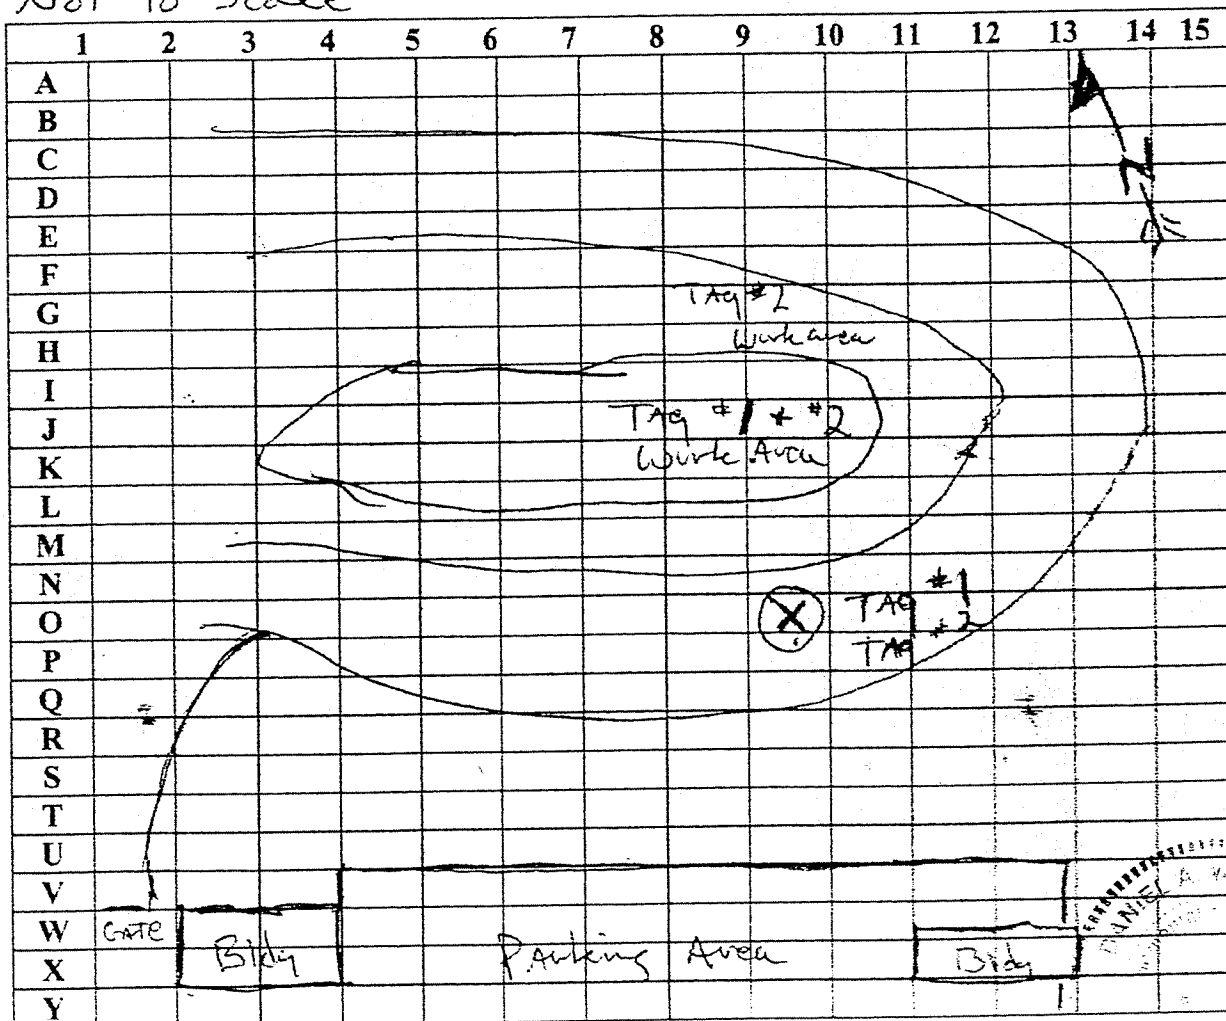 Not To Scale
1 2 3 4 5 6 7 8 9 10 11 12 13 14 15
A
B
C
D
E
F
G
H
I
J
K
L
M
N
O
P
Q
R
S
T
U
V
W
X
Y
N
TAG #2
Work area
TAG #1 + #2
Work Area
TAG #1
TAG #2
GATE
Bldg
Parking Area
Bldg
DANIEL A